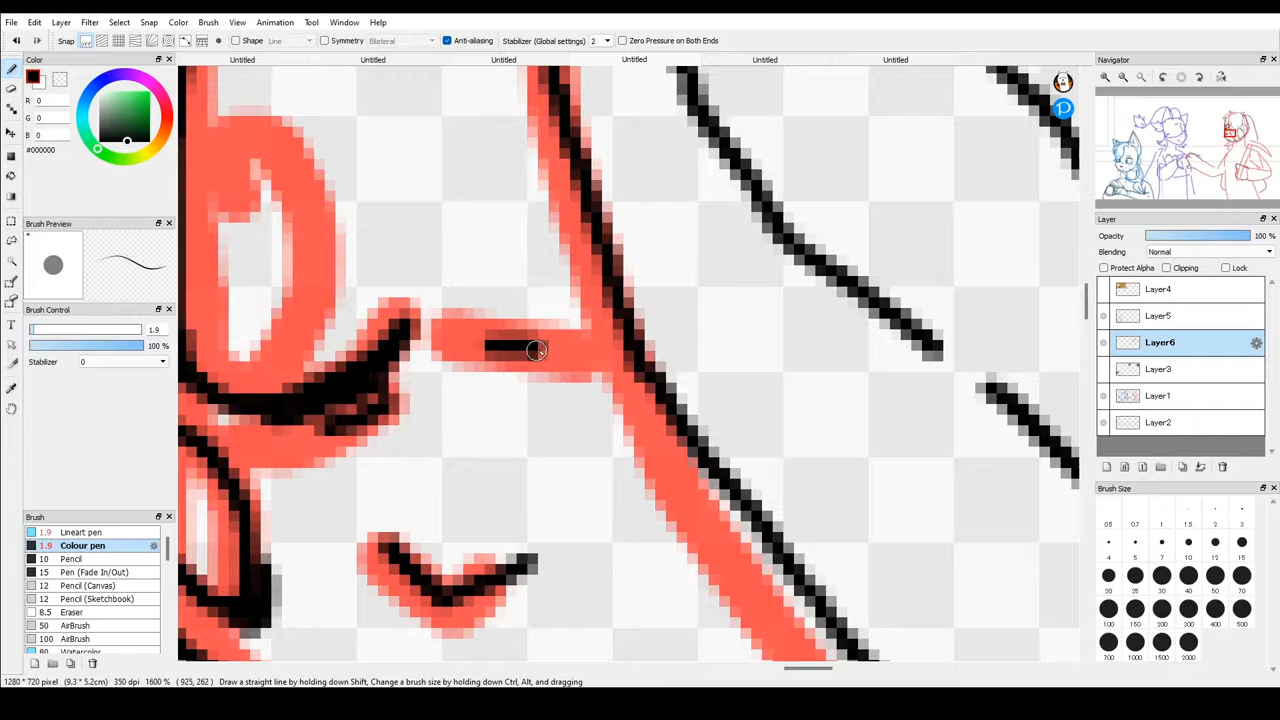 File Edit Layer Filter Select Snap Color Brush View Animation Tool Window Help
Snap Off Shape Line Symmetry Bilateral Anti-aliasing Stabilizer (Global settings) 2 Zero Pressure on Both Ends
Color
Untitled Untitled Untitled Untitled Untitled Untitled
Navigator
R 0
G 0
B 0
#000000
Brush Preview
Brush Control
1.9
100 %
Stabilizer 0
Brush
1.9 Lineart pen
1.9 Colour pen
10 Pencil
15 Pen (Fade In/Out)
12 Pencil (Canvas)
12 Pencil (Sketchbook)
8.5 Eraser
50 AirBrush
100 AirBrush
80 Watercolor
Layer
Opacity 100 %
Blending Normal
Protect Alpha Clipping Lock
Layer4
Layer5
Layer6
Layer3
Layer1
Layer2
Brush Size
0.5 0.7 1 1.5 2 3
4 5 7 10 12 15
20 25 30 40 50 70
100 200 300 400 500
700 1000 1500 2000
1280 * 720 pixel (9.3 * 5.2cm) 350 dpi 1600 % ( 925, 262 ) Draw a straight line by holding down Shift, Change a brush size by holding down Ctrl, Alt, and dragging